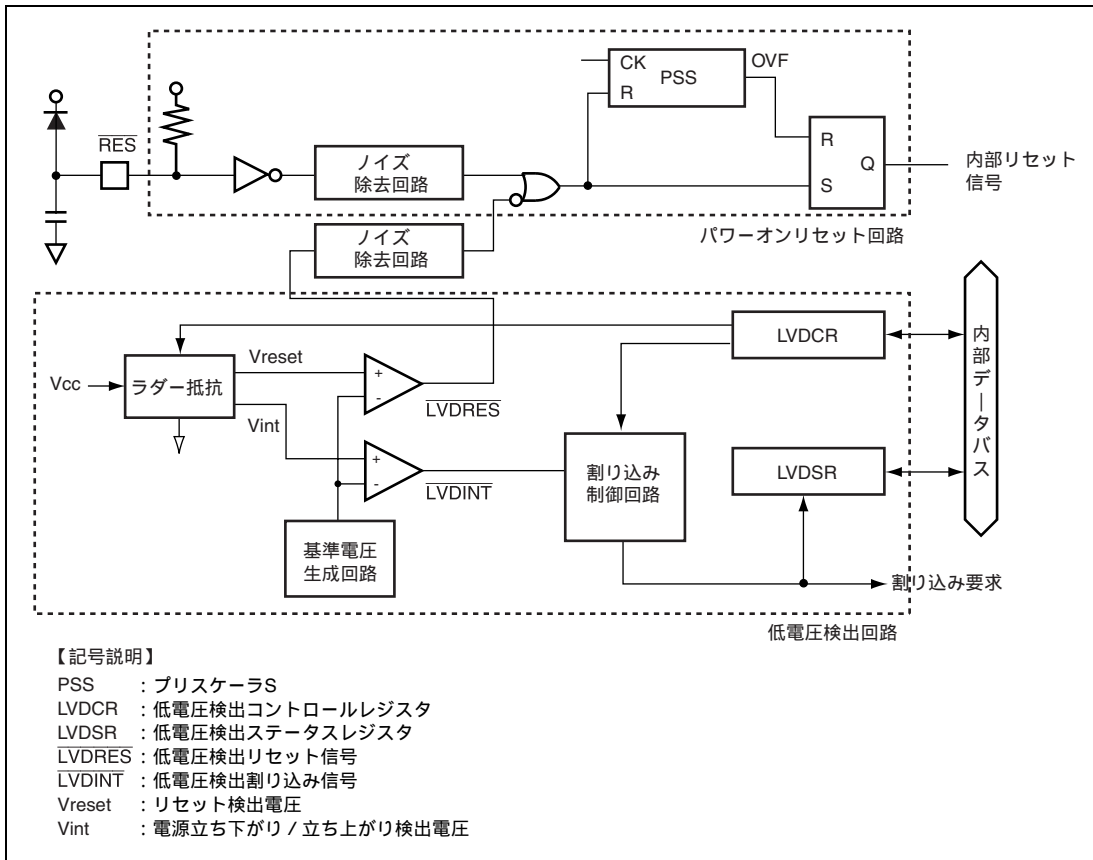 CK
PSS
OVF
R
RES
ノイズ
除去回路
R
S
Q
内部リセット
信号
パワーオンリセット回路
ノイズ
除去回路
Vcc
ラダー抵抗
Vreset
Vint
+
-
LVDRES
+
-
LVDINT
基準電圧
生成回路
割り込み
制御回路
LVDCR
LVDSR
内部データバス
割り込み要求
低電圧検出回路
【記号説明】
PSS : プリスケーラS
LVDCR : 低電圧検出コントロールレジスタ
LVDSR : 低電圧検出ステータスレジスタ
LVDRES : 低電圧検出リセット信号
LVDINT : 低電圧検出割り込み信号
Vreset : リセット検出電圧
Vint : 電源立ち下がり / 立ち上がり検出電圧